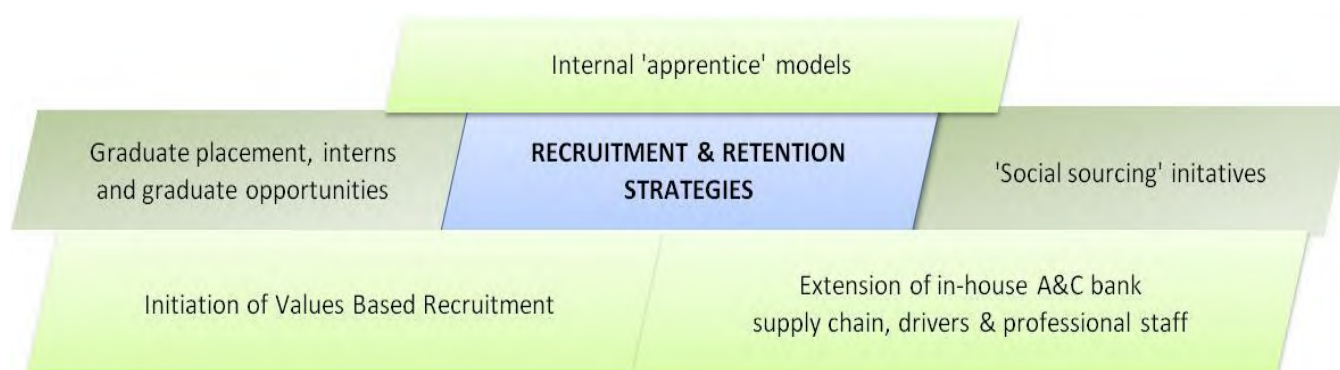 Internal 'apprentice' models
Graduate placement, interns
and graduate opportunities
RECRUITMENT & RETENTION
STRATEGIES
'Social sourcing' initatives
Initiation of Values Based Recruitment
Extension of in-house A&C bank
supply chain, drivers & professional staff